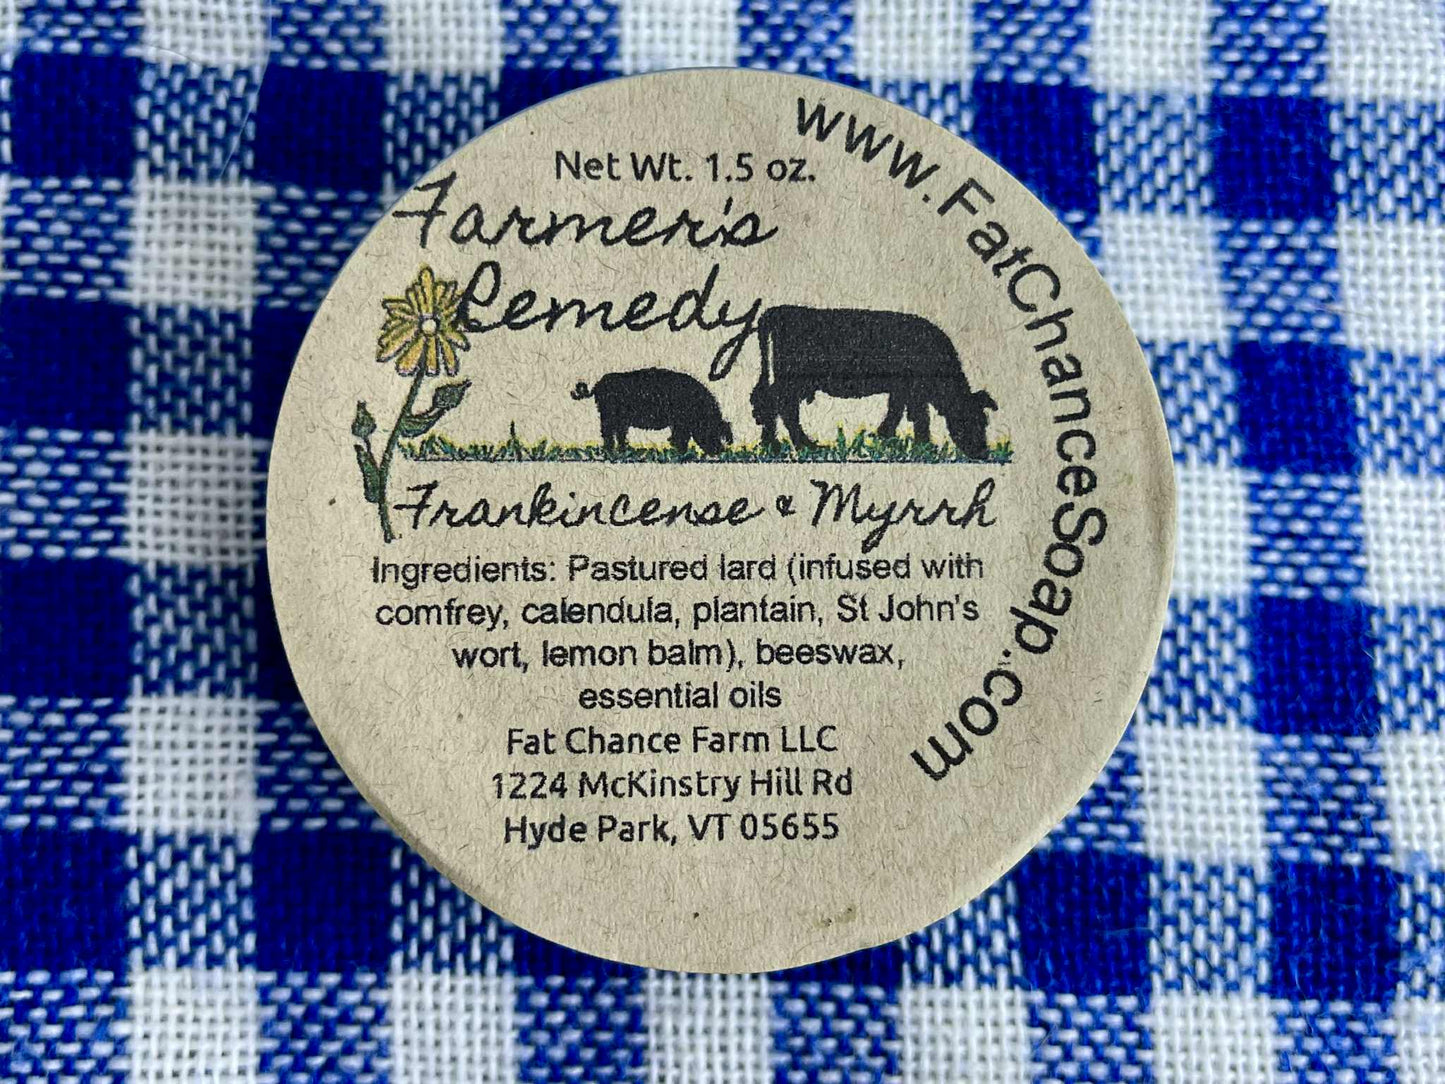 Net Wt. 1.5 oz.
Farmer's
Remedy
Frankincense & Myrrh
Ingredients: Pastured lard (infused with
comfrey, calendula, plantain, St John's
wort, lemon balm), beeswax,
essential oils
Fat Chance Farm LLC
1224 McKinstry Hill Rd
Hyde Park, VT 05655
www.FatChanceSoap.com